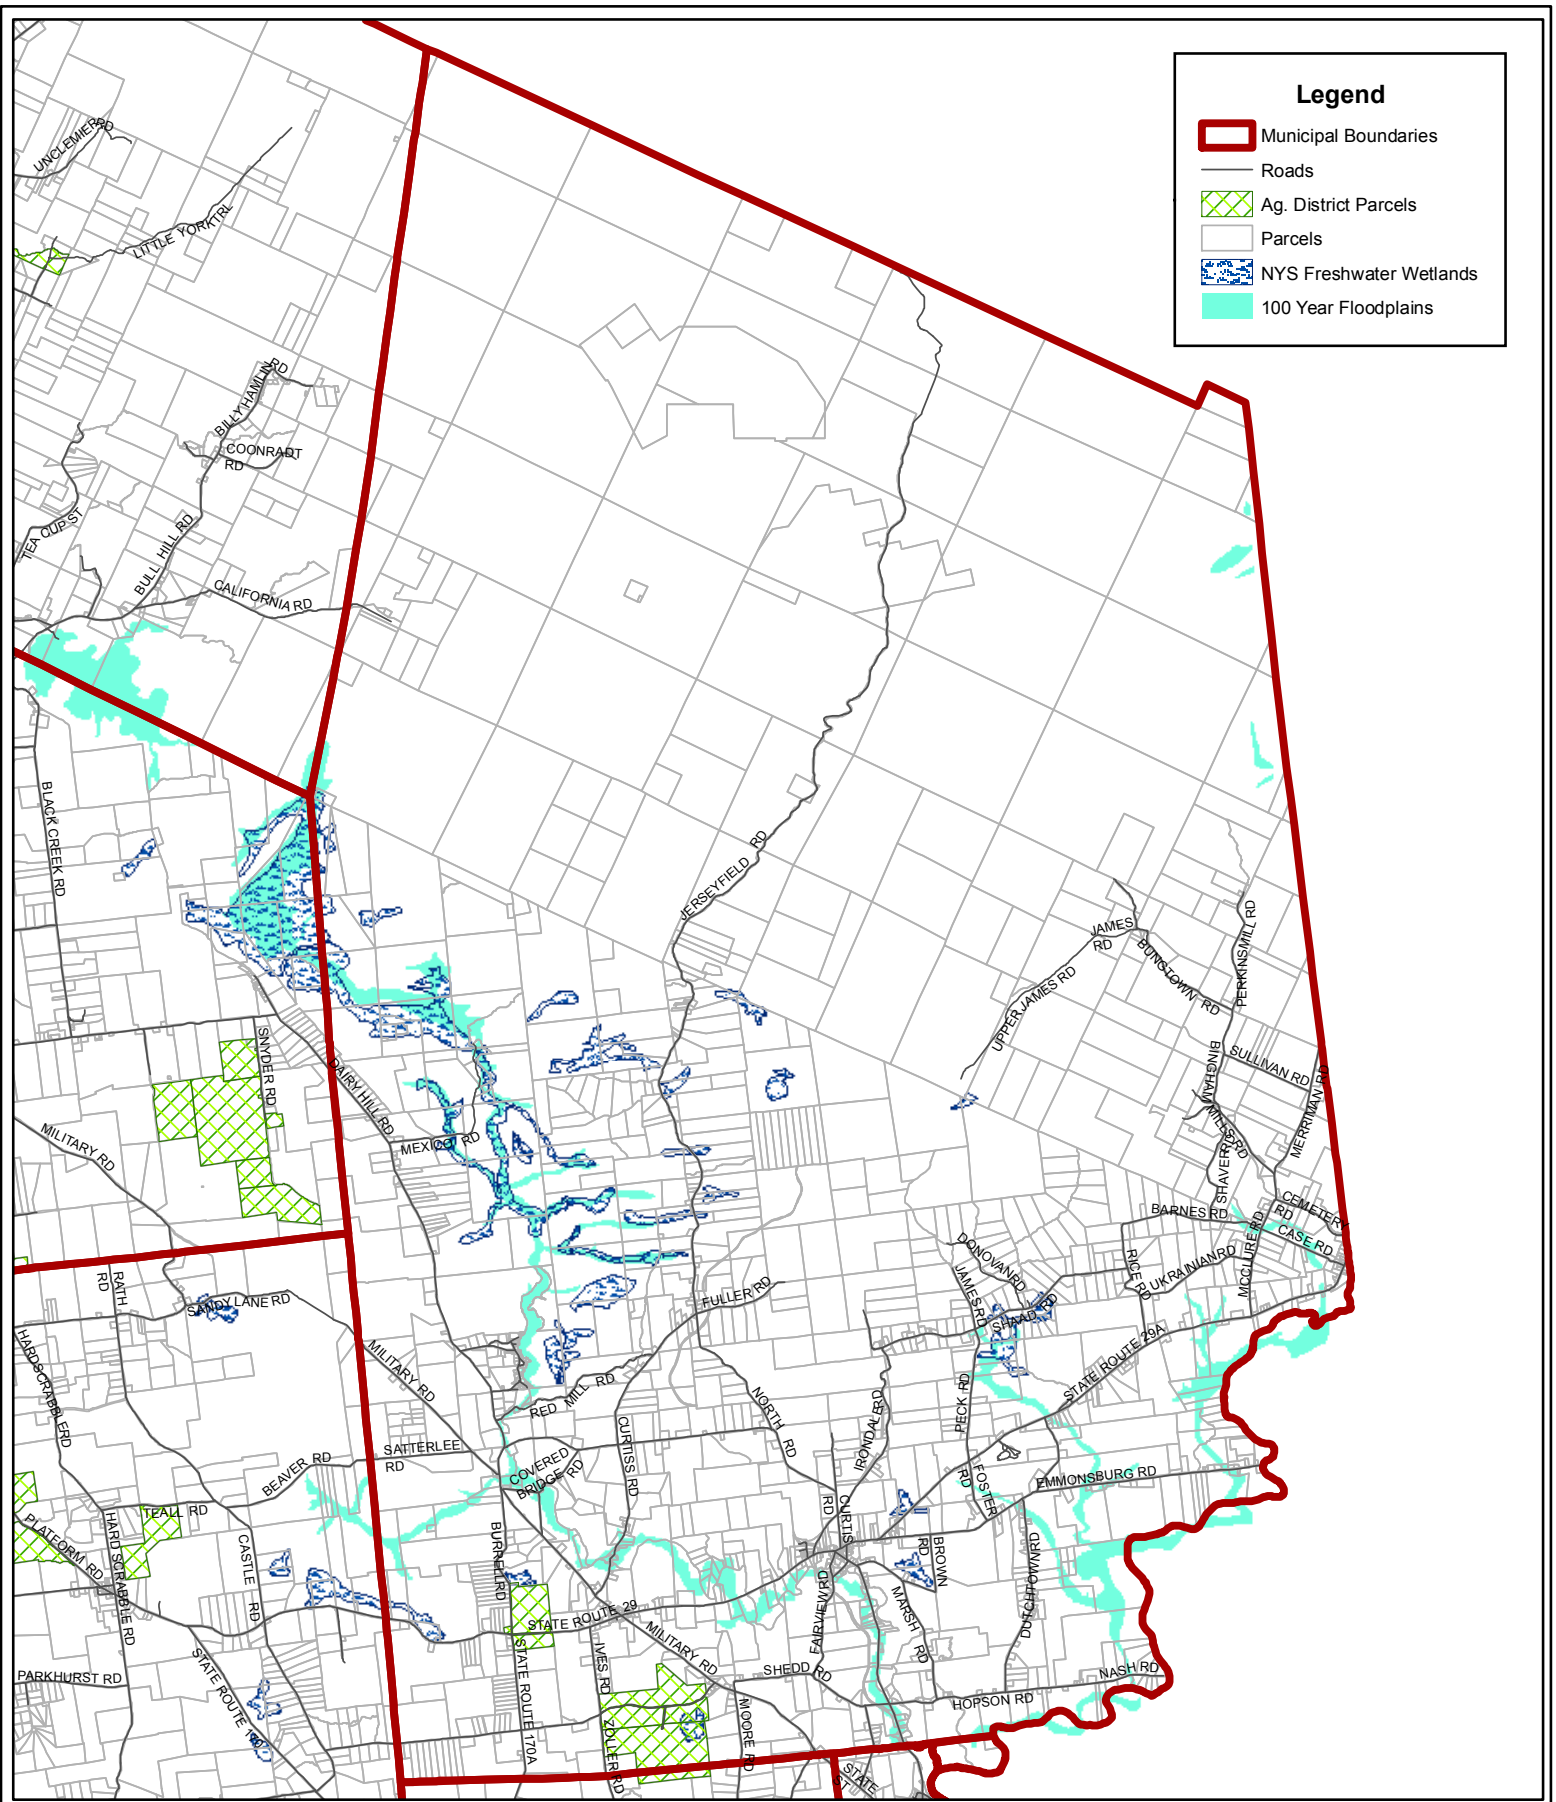 Legend
Municipal Boundaries
Roads
Ag. District Parcels
Parcels
NYS Freshwater Wetlands
100 Year Floodplains
UNCLEMIER RD
LITTLE YORKTRL
BILLY HAMLIN RD
COONRADT
RD
TEA CUP ST
BULL HILL RD
CALIFORNIA RD
BLACK CREEK RD
JERSEYFIELD RD
JAMES
RD
BUNGTOWN RD
PERKINSMILL RD
UPPER JAMES RD
SNYDER RD
DAIRY HILL RD
MEXICO RD
MILITARY RD
BINGHAM MILLS RD
SULLIVAN RD
MERRIMAN RD
SHAVER RD
BARNES RD
CEMETERY
RD
CASE RD
MCCLURE RD
UKRAINIAN RD
RICE RD
DONOVAN RD
JAMES RD
SHAAD RD
STATE ROUTE 29A
FULLER RD
RATH
RD
SANDY LANE RD
HARDSCRABBLE RD
MILITARY RD
RED MILL RD
NORTH RD
IRONDALE RD
PECK RD
CURTISS RD
SATTERLEE
RD
BEAVER RD
COVERED
BRIDGE RD
FOSTER
RD
EMMONSBURG RD
TEALL RD
PLATFORM RD
HARD SCRABBLE RD
CASTLE RD
BURRELL RD
CURTIS
RD
BROWN
RD
DUTCHTOWN RD
MARSH RD
FAIRVIEW RD
STATE ROUTE 29
MILITARY RD
IVES RD
SHEDD RD
NASH RD
HOPSON RD
PARKHURST RD
STATE ROUTE 170
STATE ROUTE 170A
ZOLLER RD
MOORE RD
STATE
ST